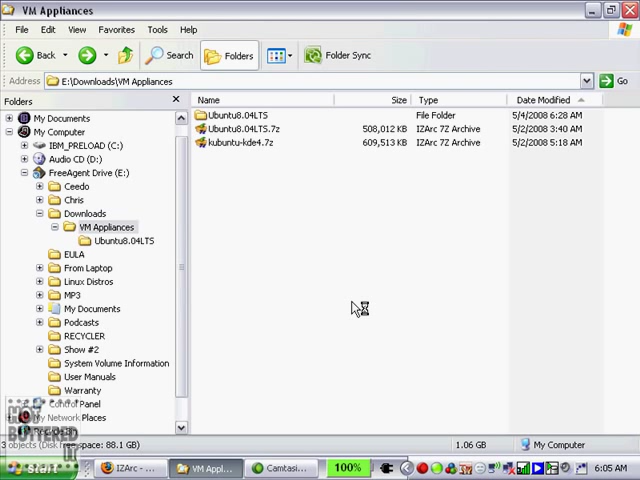 VM Appliances
File Edit View Favorites Tools Help
Back Search Folders Folder Sync
Address E:\Downloads\VM Appliances Go
Folders
Name Size Type Date Modified
My Documents
My Computer
IBM_PRELOAD (C:)
Audio CD (D:)
FreeAgent Drive (E:)
Ceedo
Chris
Downloads
VM Appliances
Ubuntu8.04LTS
EULA
From Laptop
Linux Distros
MP3
My Documents
Podcasts
RECYCLER
Show #2
System Volume Information
User Manuals
Warranty
Control Panel
My Network Places
Ubuntu8.04LTS File Folder 5/4/2008 6:28 AM
Ubuntu8.04LTS.7z 508,012 KB IZArc 7Z Archive 5/2/2008 3:40 AM
kubuntu-kde4.7z 609,513 KB IZArc 7Z Archive 5/2/2008 5:18 AM
HOT
BUTTERED
IT
3 objects (Disk free space: 88.1 GB) 1.06 GB My Computer
Start IZArc - ... VM Appl... Camtasi... 100% 6:05 AM